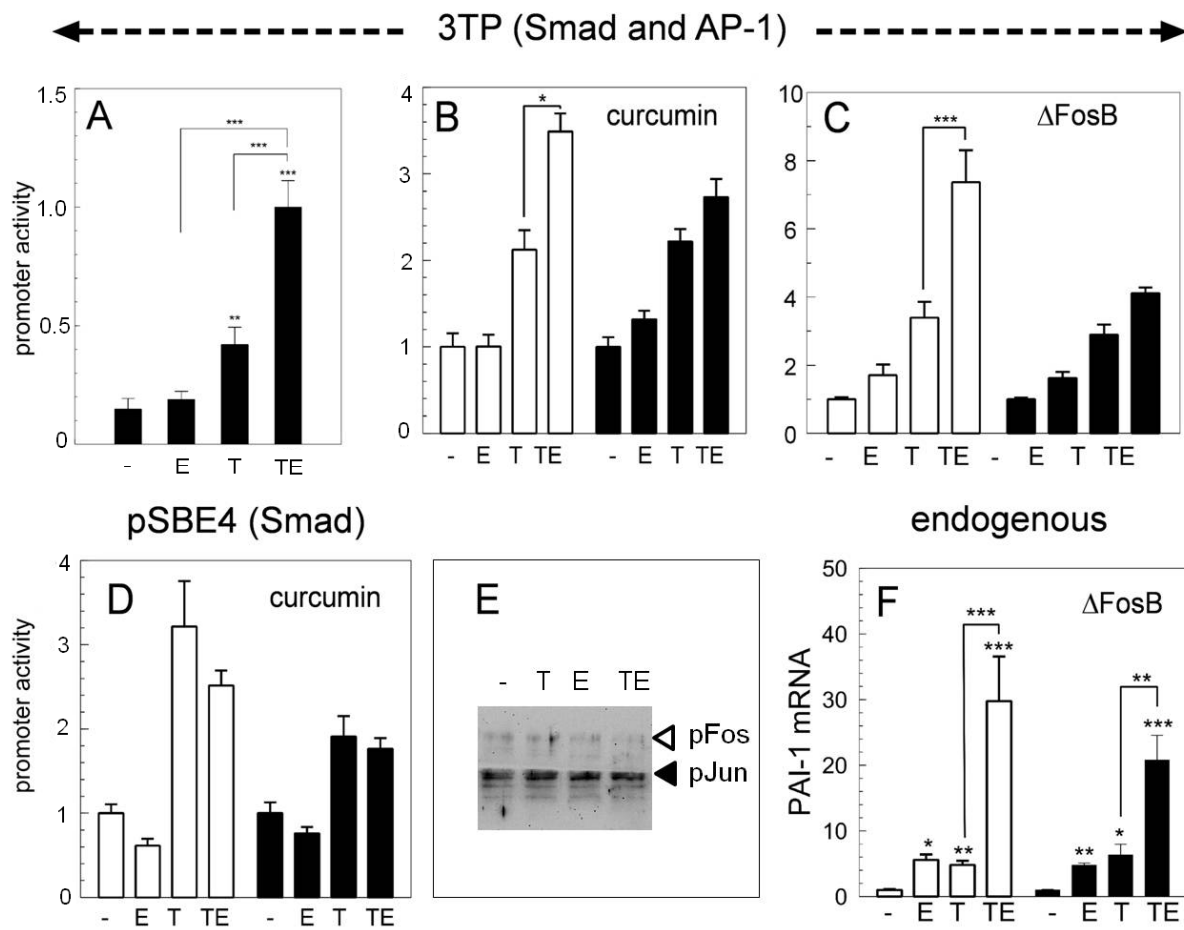 3TP (Smad and AP-1)
A
promoter activity
1.5
1.0
0.5
0
***
***
***
**
- E T TE
B
curcumin
4
3
2
1
0
*
- E T TE - E T TE
C
ΔFosB
10
8
6
4
2
0
***
- E T TE - E T TE
pSBE4 (Smad)
D
curcumin
promoter activity
4
3
2
1
0
- E T TE - E T TE
E
- T E TE
pFos
pJun
endogenous
F
ΔFosB
PAI-1 mRNA
50
40
30
20
10
0
***
***
* **
**
***
** *
- E T TE - E T TE